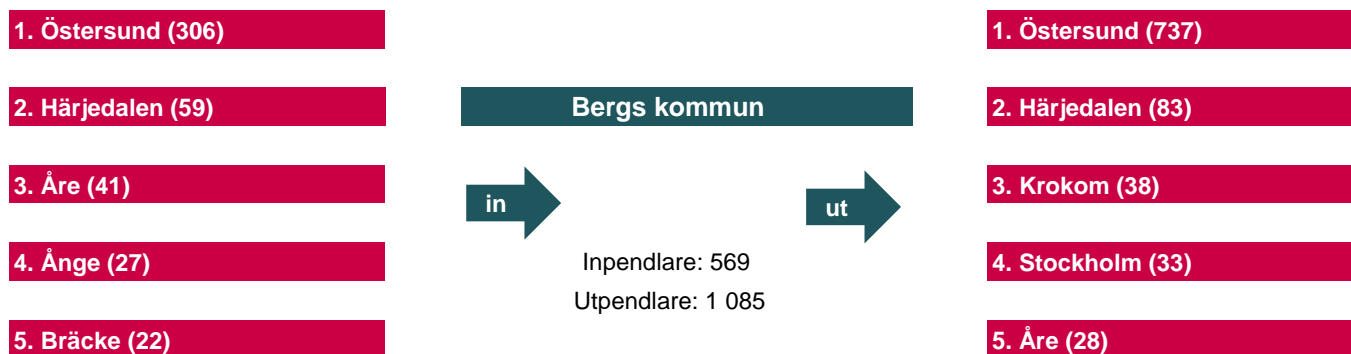 1. Östersund (306)
2. Härjedalen (59)
3. Åre (41)
4. Ånge (27)
5. Bräcke (22)
Bergs kommun
in
ut
Inpendlare: 569
Utpendlare: 1 085
1. Östersund (737)
2. Härjedalen (83)
3. Krokom (38)
4. Stockholm (33)
5. Åre (28)